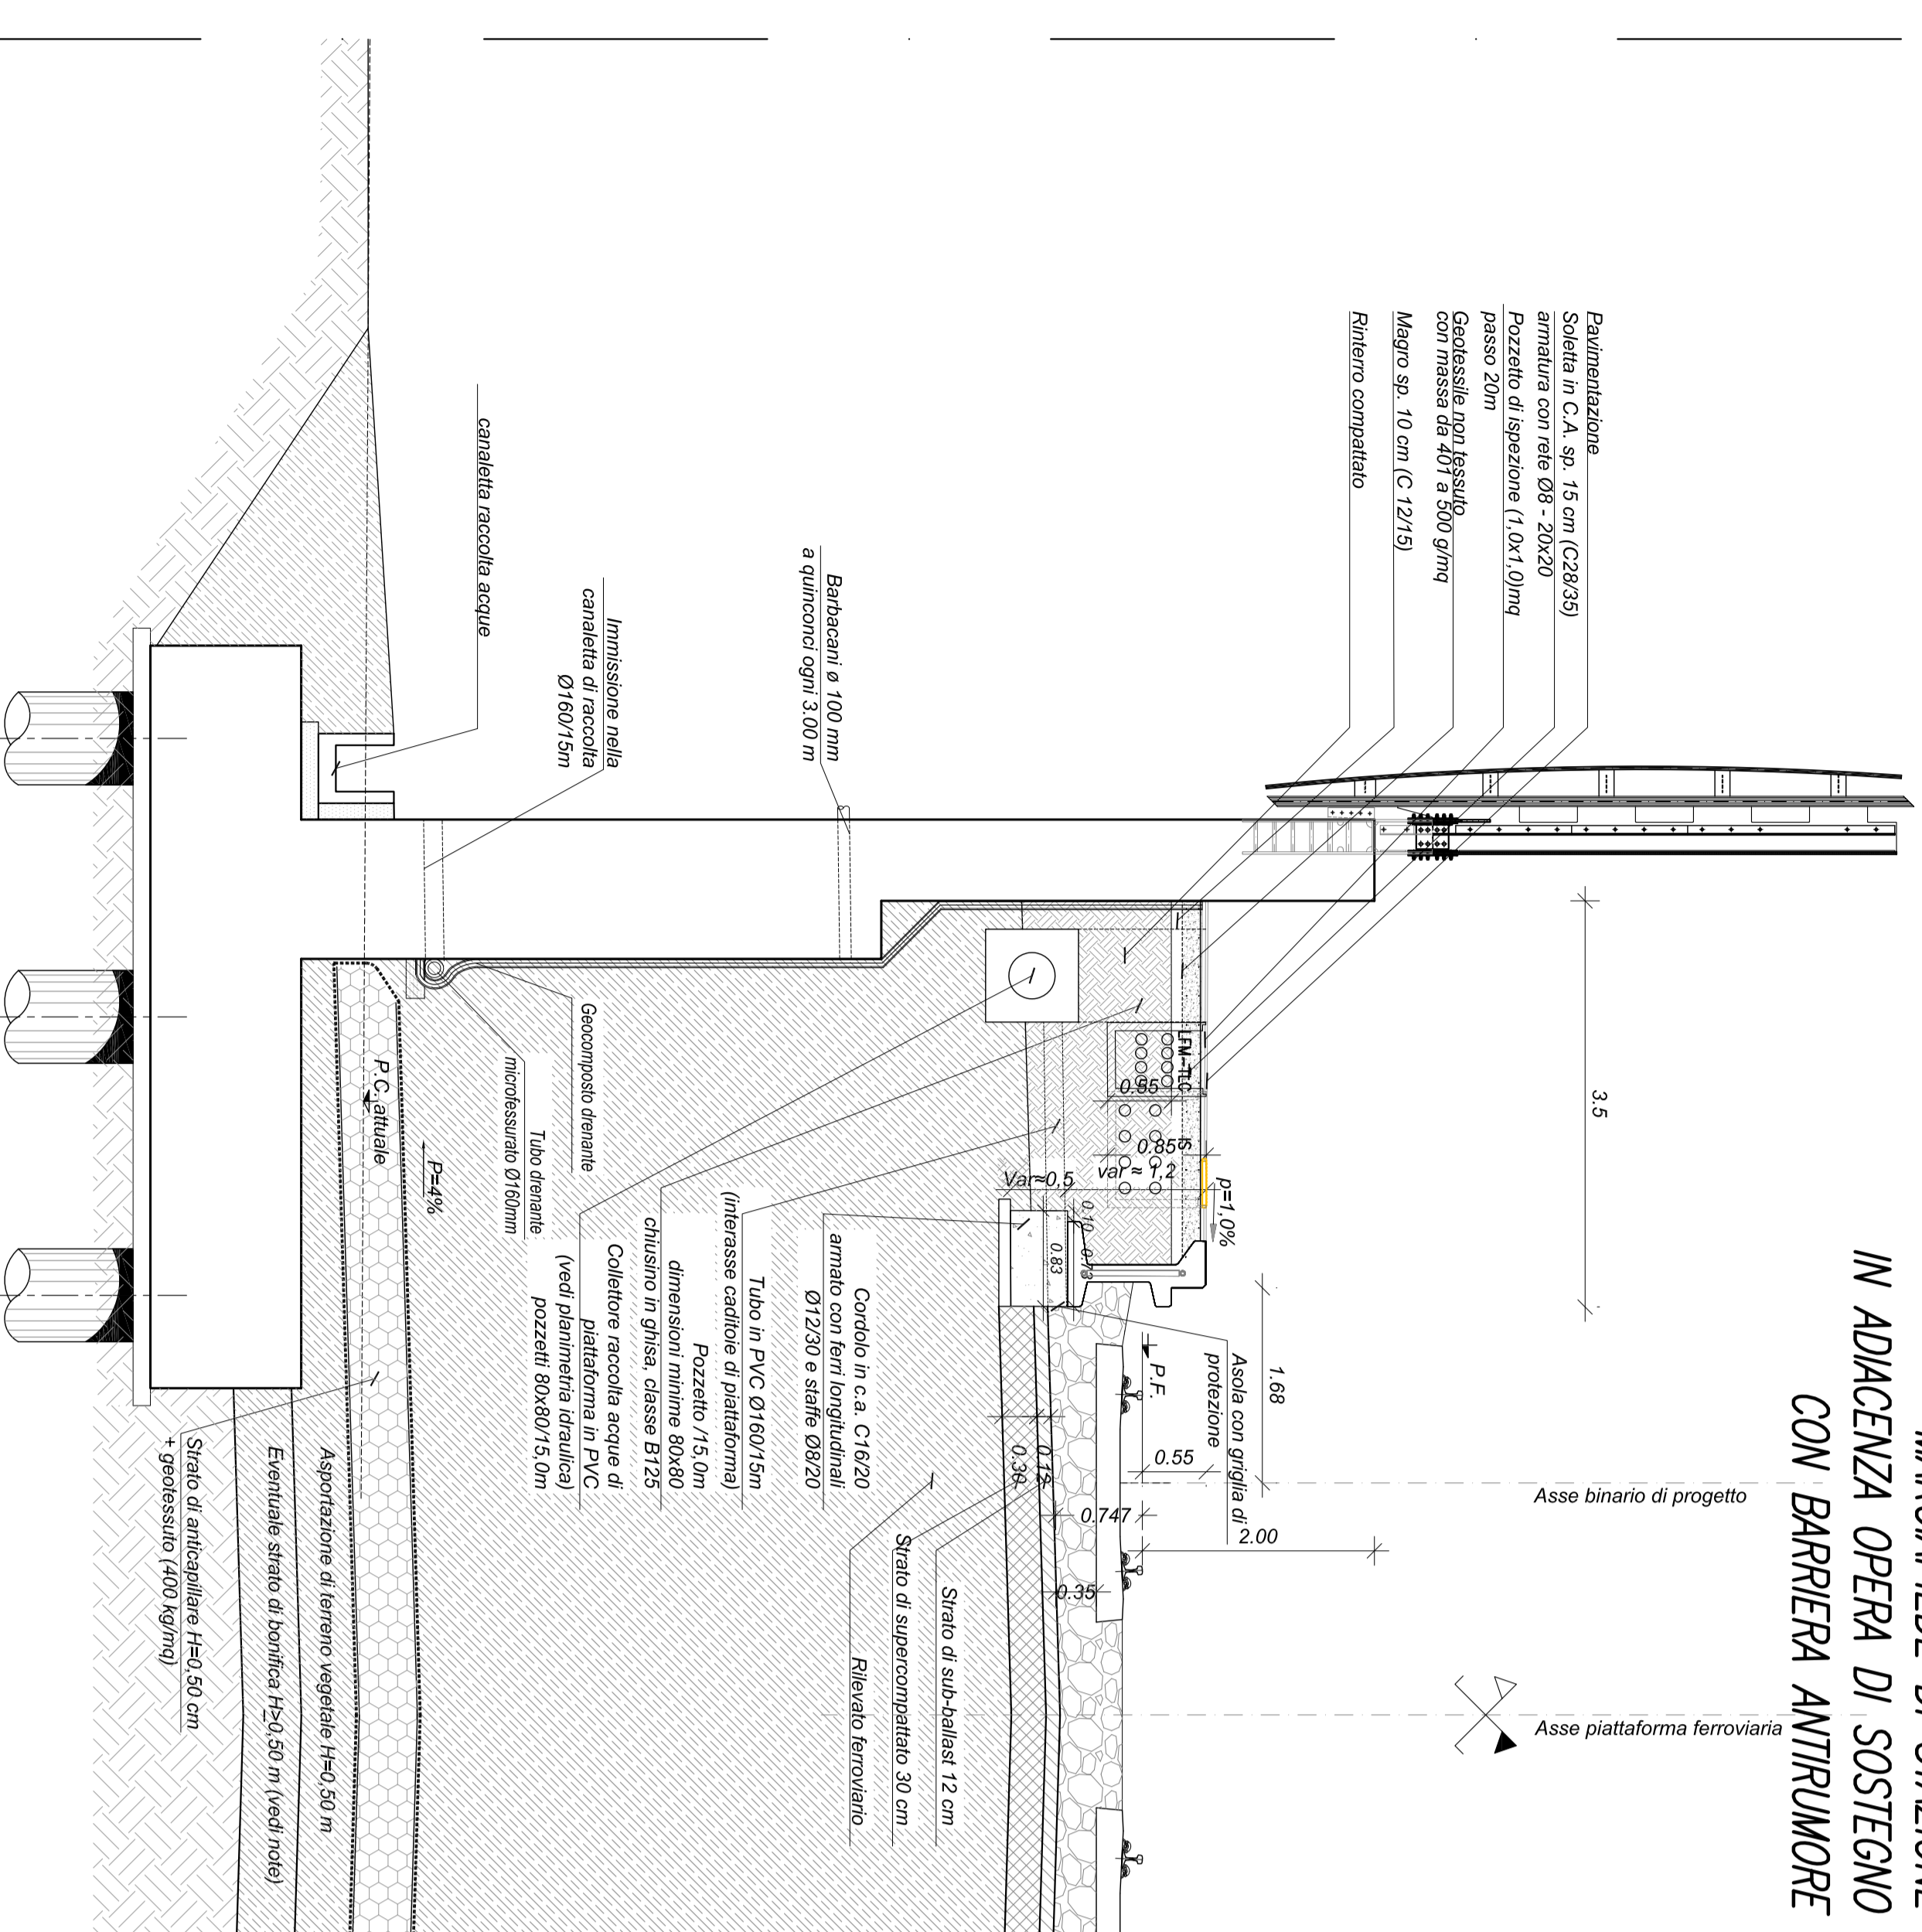 IN ADIACENZA OPERA DI SOSTEGNO
CON BARRIERA ANTIRUMORE
Pavimentazione
Soletta in C.A. sp. 15 cm (C28/35)
armatura con rete Ø8 - 20x20
Pozzetto di ispezione (1,0x1,0)mq
passo 20m
Geotessile non tessuto
con massa da 401 a 500 g/mq
Magro sp. 10 cm (C 12/15)
Rinterro compattato
3.5
Asse binario di progetto
Asse piattaforma ferroviaria
1.68
2.00
0.55
0.747
0.35
P.F.
Asola con griglia di
protezione
p=1,0%
LFM-TLC
0.55
IS
0.85
var ≈ 1,2
Var≈0,5
0.10
0.73
0.83
0.12
0.30
Barbacani ø 100 mm
a quinconci ogni 3.00 m
Immissione nella
canaletta di raccolta
Ø160/15m
canaletta raccolta acque
Strato di sub-ballast 12 cm
Strato di supercompattato 30 cm
Rilevato ferroviario
Cordolo in c.a. C16/20
armato con ferri longitudinali
Ø12/30 e staffe Ø8/20
Tubo in PVC Ø160/15m
(interasse caditoie di piattaforma)
Pozzetto /15,0m
dimensioni minime 80x80
chiusino in ghisa, classe B125
Collettore raccolta acque di
piattaforma in PVC
(vedi planimetria idraulica)
pozzetti 80x80/15,0m
Geocomposto drenante
Tubo drenante
microfessurato Ø160mm
P=4%
P.C. attuale
Asportazione di terreno vegetale H=0,50 m
Eventuale strato di bonifica H≥0,50 m (vedi note)
Strato di anticapillare H=0,50 cm
+ geotessuto (400 kg/mq)